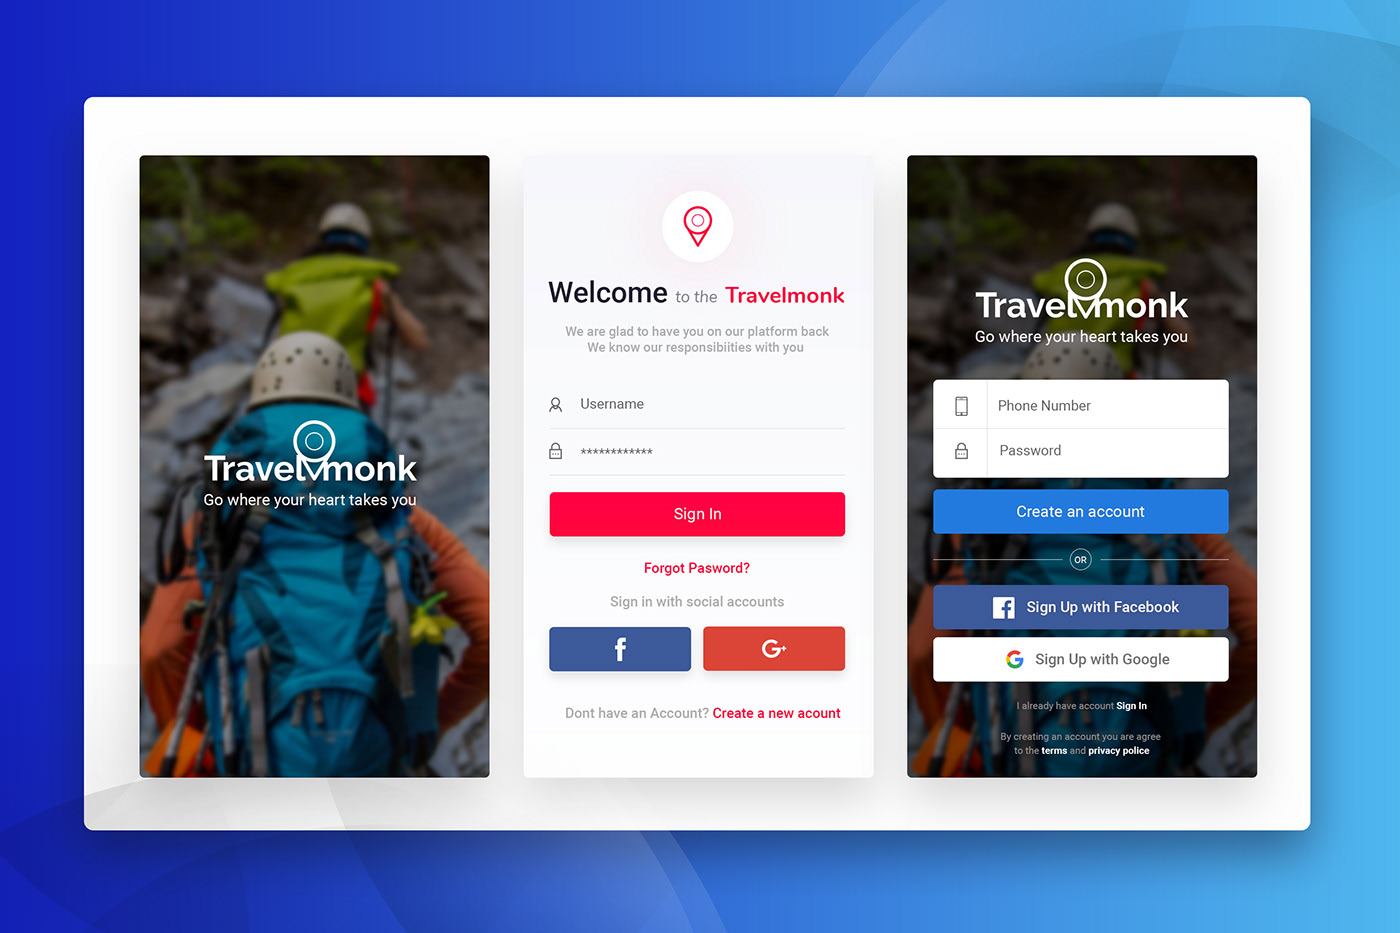 Travelmonk
Go where your heart takes you
Welcome to the Travelmonk
We are glad to have you on our platform back
We know our responsibiities with you
Username
************
Sign In
Forgot Pasword?
Sign in with social accounts
f
G+
Dont have an Account? Create a new acount
Travelmonk
Go where your heart takes you
Phone Number
Password
Create an account
OR
f Sign Up with Facebook
G Sign Up with Google
I already have account Sign In
By creating an account you are agree
to the terms and privacy police